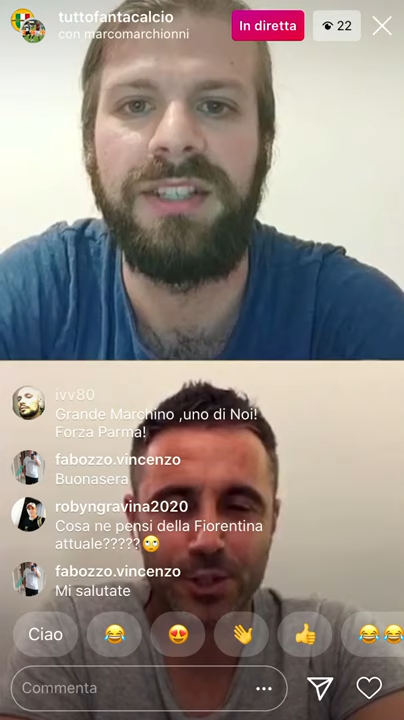 tuttofantacalcio
con marcomarchionni
In diretta
22
ivv80
Grande Marchino ,uno di Noi!
Forza Parma!
fabozzo.vincenzo
Buonasera
robyngravina2020
Cosa ne pensi della Fiorentina
attuale?????🙄
fabozzo.vincenzo
Mi salutate
Ciao 😂 😍 👋 👍 😂😂
Commenta